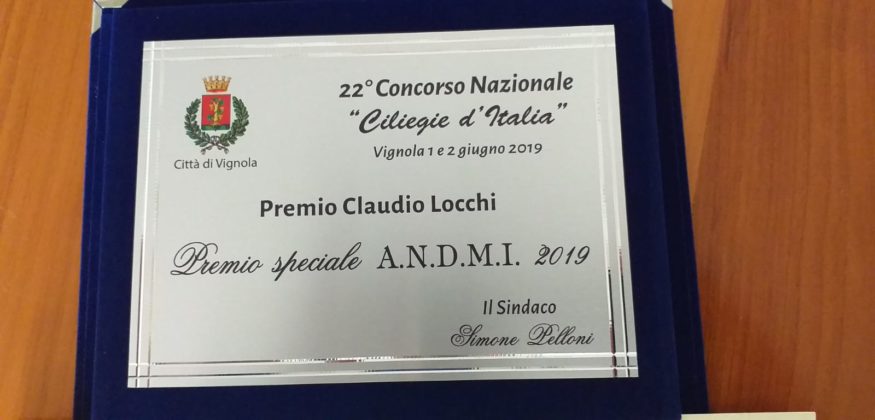 22° Concorso Nazionale
"Ciliegie d'Italia"
Vignola 1 e 2 giugno 2019
Città di Vignola
Premio Claudio Locchi
Premio speciale A.N.D.M.I. 2019
Il Sindaco
Simone Pelloni